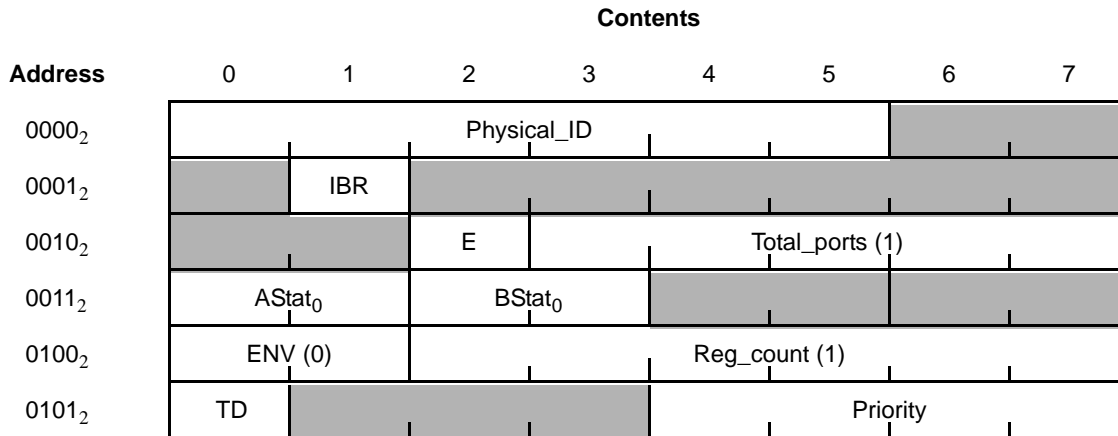 Contents
Address 0 1 2 3 4 5 6 7
0000₂ Physical_ID
0001₂ IBR
0010₂ E Total_ports (1)
0011₂ AStat₀ BStat₀
0100₂ ENV (0) Reg_count (1)
0101₂ TD Priority